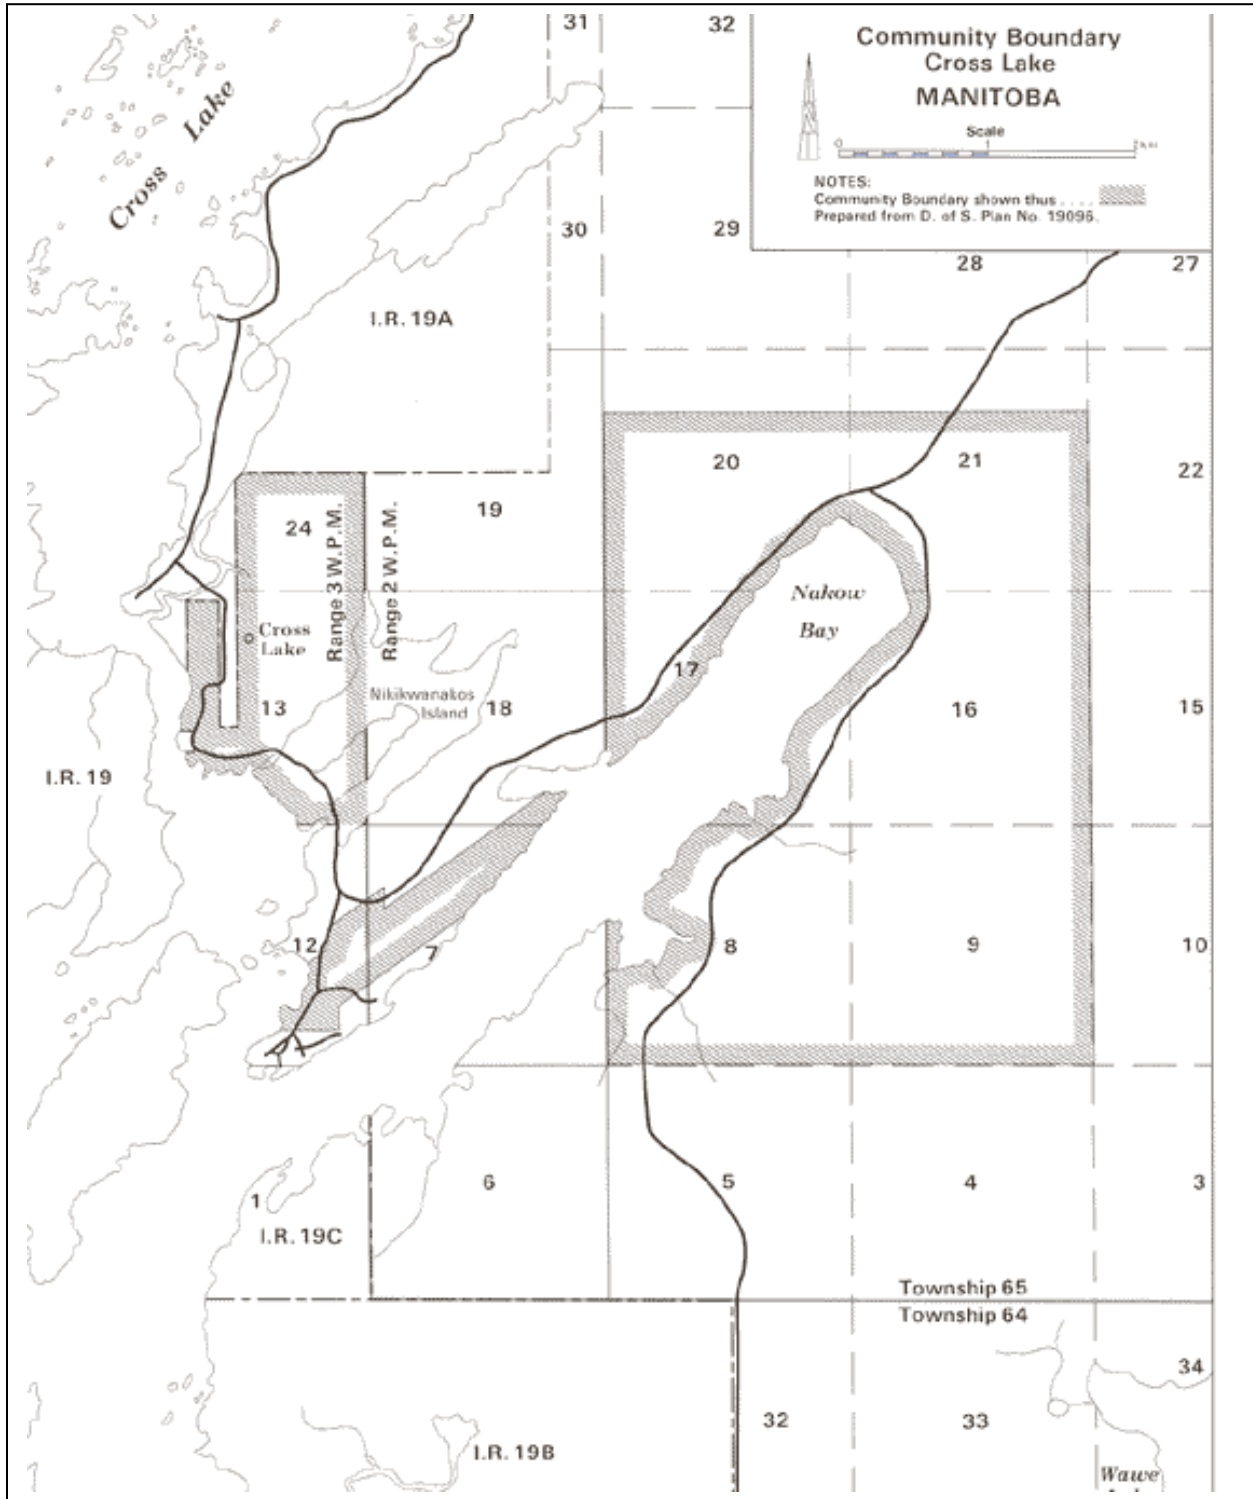 31
32
Community Boundary
Cross Lake
MANITOBA
Scale
0
1
NOTES:
Community Boundary shown thus . . . .
Prepared from D. of S. Plan No. 19096.
Cross Lake
30
29
28
27
I.R. 19A
20
21
22
19
24
Range 3 W.P.M.
Range 2 W.P.M.
Nakow
Bay
Cross
Lake
17
Nikikwanakos
Island
13
18
16
15
I.R. 19
12
7
8
9
10
6
5
4
3
1
I.R. 19C
Township 65
Township 64
34
32
33
I.R. 19B
Wawe